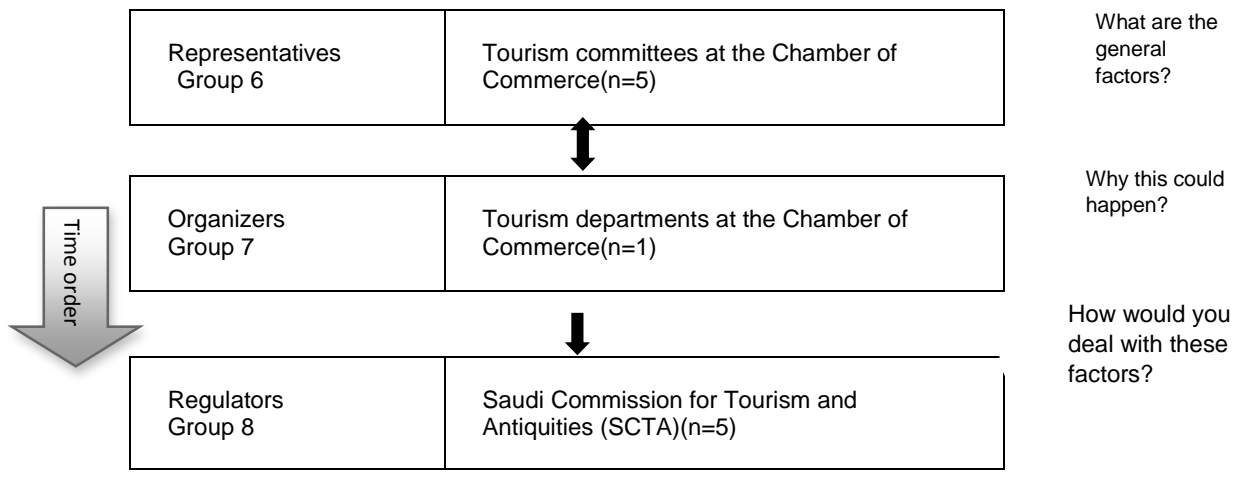 Representatives
Group 6
Tourism committees at the Chamber of
Commerce(n=5)
What are the
general
factors?
Time order
Organizers
Group 7
Tourism departments at the Chamber of
Commerce(n=1)
Why this could
happen?
Regulators
Group 8
Saudi Commission for Tourism and
Antiquities (SCTA)(n=5)
How would you
deal with these
factors?